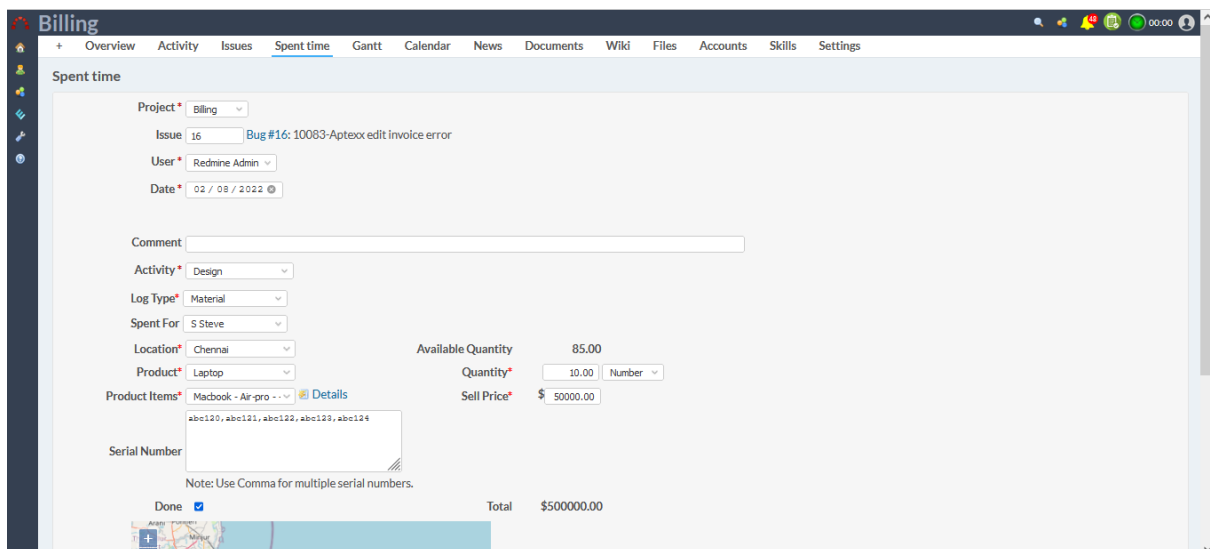 Billing
48
00:00
+ Overview Activity Issues Spent time Gantt Calendar News Documents Wiki Files Accounts Skills Settings
Spent time
Project * Billing
Issue 16 Bug #16: 10083-Aptexx edit invoice error
User * Redmine Admin
Date * 02 / 08 / 2022
Comment
Activity * Design
Log Type* Material
Spent For S Steve
Location* Chennai Available Quantity 85.00
Product* Laptop Quantity* 10.00 Number
Product Items* Macbook - Air-pro - - Details Sell Price* $ 50000.00
abc120,abc121,abc122,abc123,abc124
Serial Number
Note: Use Comma for multiple serial numbers.
Done Total $500000.00
+
Minjur